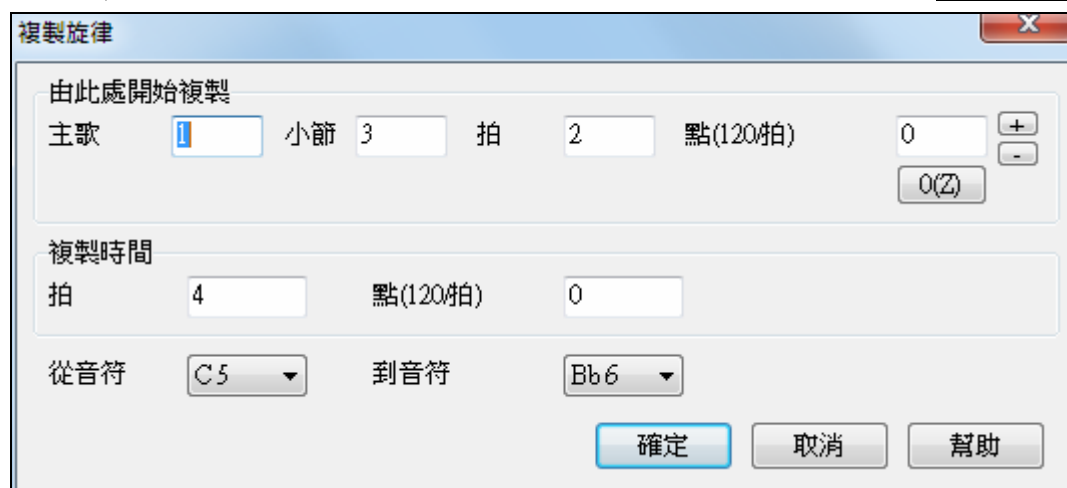 複製旋律 X
由此處開始複製
主歌 1 小節 3 拍 2 點(120/拍) 0 +
-
0(Z)
複製時間
拍 4 點(120/拍) 0
從音符 C5 到音符 Bb6
確定 取消 幫助